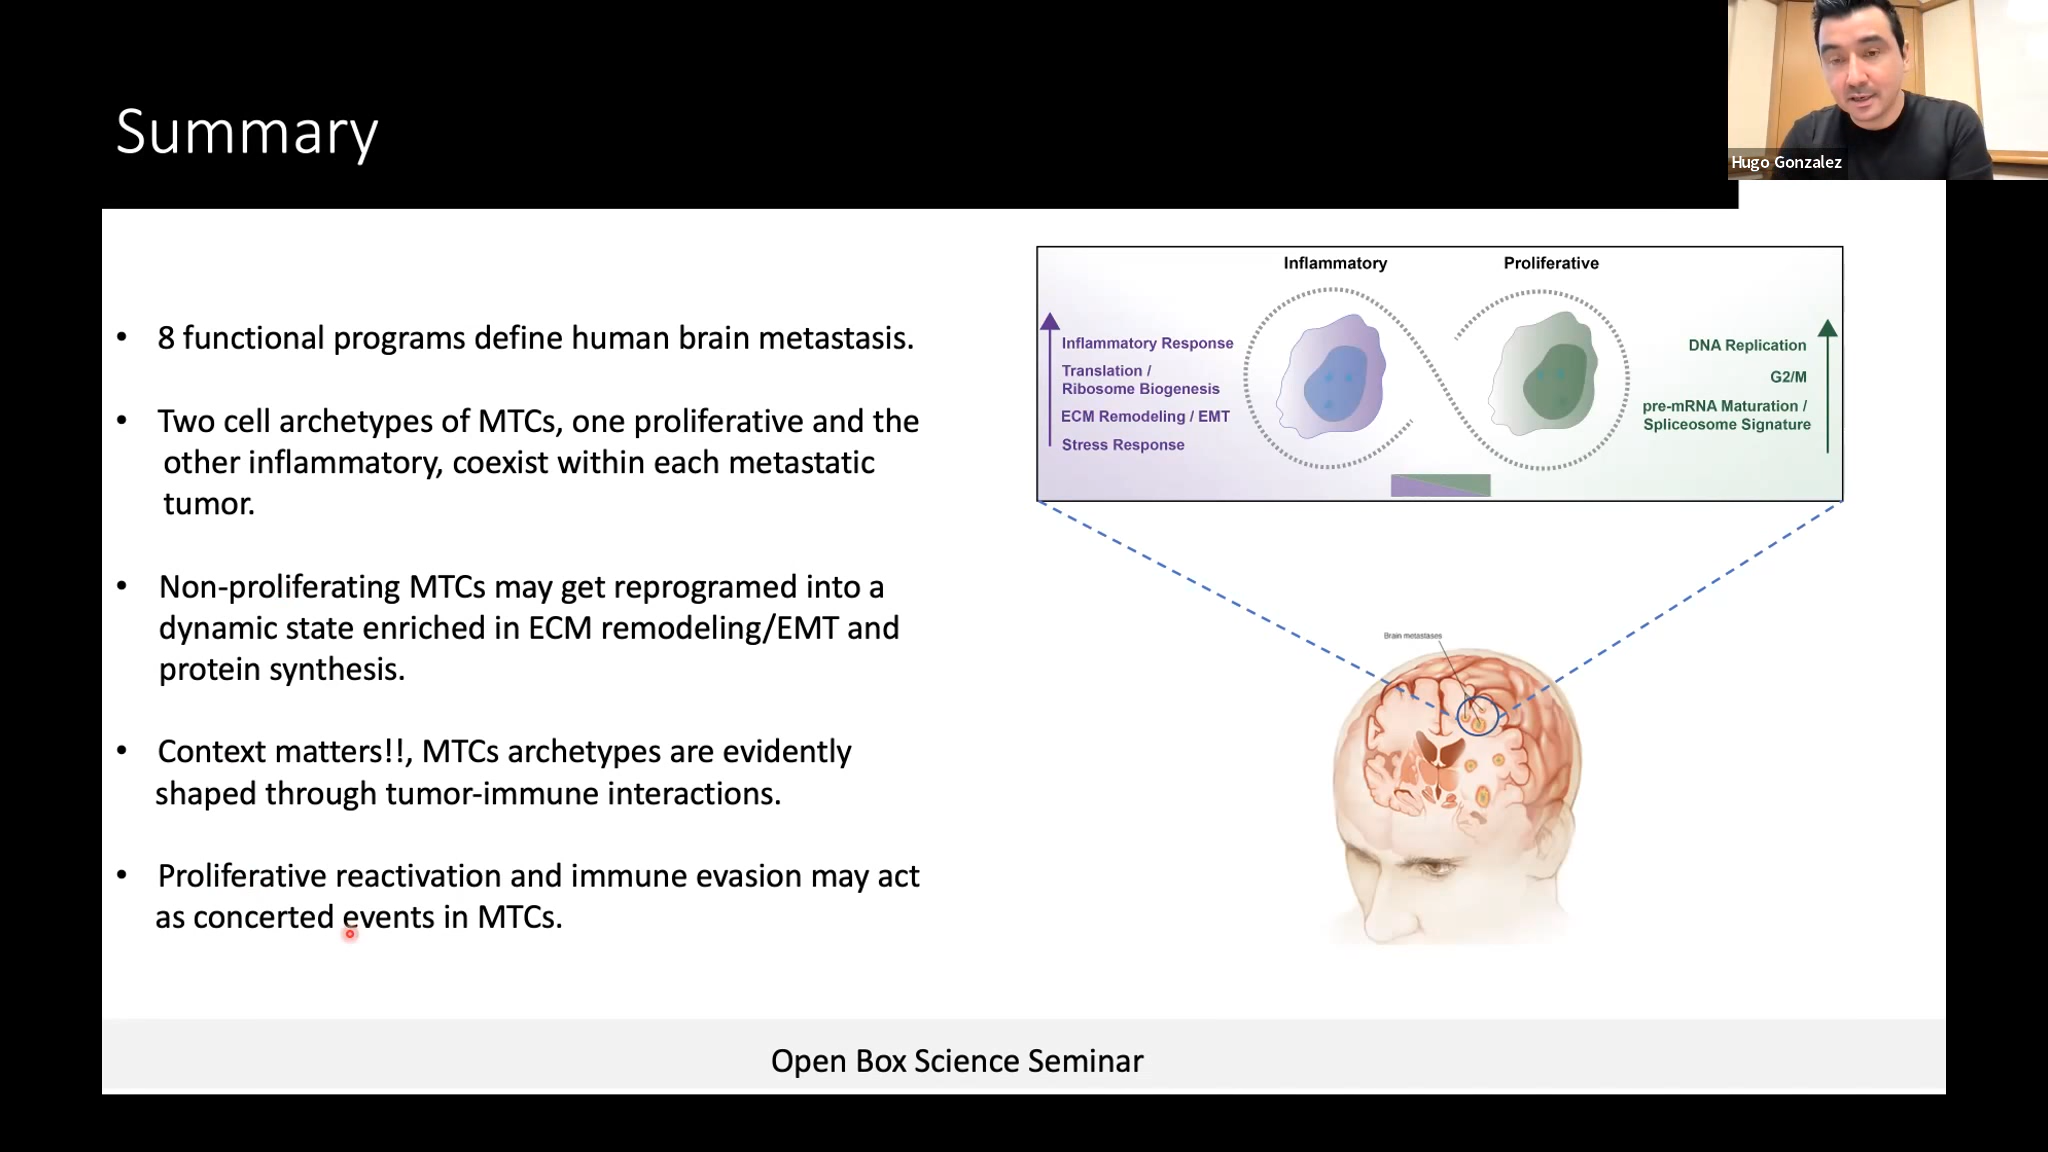 Summary
Hugo Gonzalez
• 8 functional programs define human brain metastasis.
• Two cell archetypes of MTCs, one proliferative and the
other inflammatory, coexist within each metastatic
tumor.
• Non-proliferating MTCs may get reprogramed into a
dynamic state enriched in ECM remodeling/EMT and
protein synthesis.
• Context matters!!, MTCs archetypes are evidently
shaped through tumor-immune interactions.
• Proliferative reactivation and immune evasion may act
as concerted events in MTCs.
Inflammatory
Proliferative
Inflammatory Response
Translation /
Ribosome Biogenesis
ECM Remodeling / EMT
Stress Response
DNA Replication
G2/M
pre-mRNA Maturation /
Spliceosome Signature
Brain metastases
Open Box Science Seminar